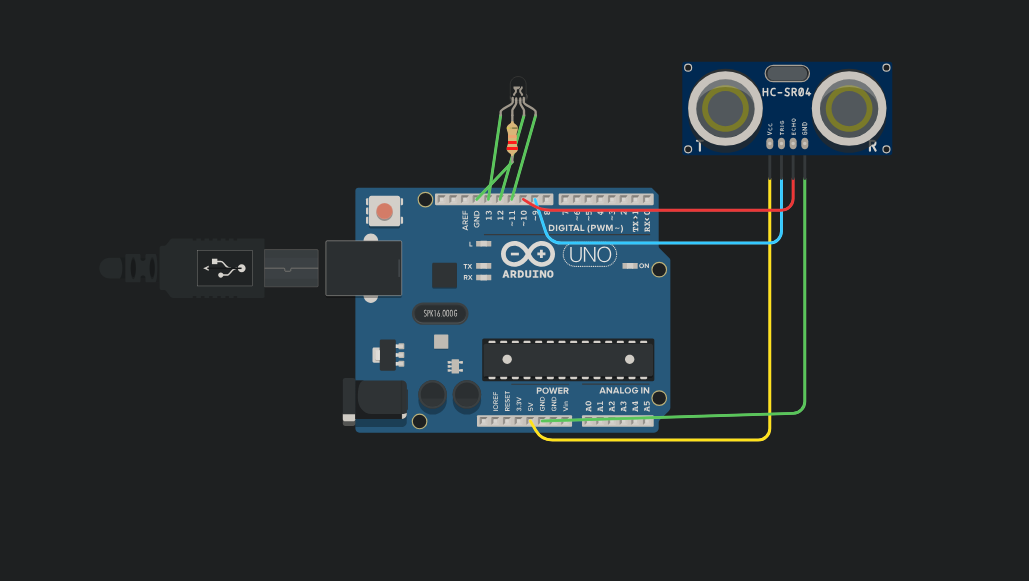 HC-SR04
VCC
TRIG
ECHO
GND
T
R
AREF
GND
13
12
~11
~10
~9
8
7
~6
~5
4
~3
2
TX▸1
RX◂0
DIGITAL (PWM ~)
L
TX
RX
UNO
ARDUINO
ON
SPK16.000G
POWER
ANALOG IN
IOREF
RESET
3.3V
5V
GND
GND
Vin
A0
A1
A2
A3
A4
A5